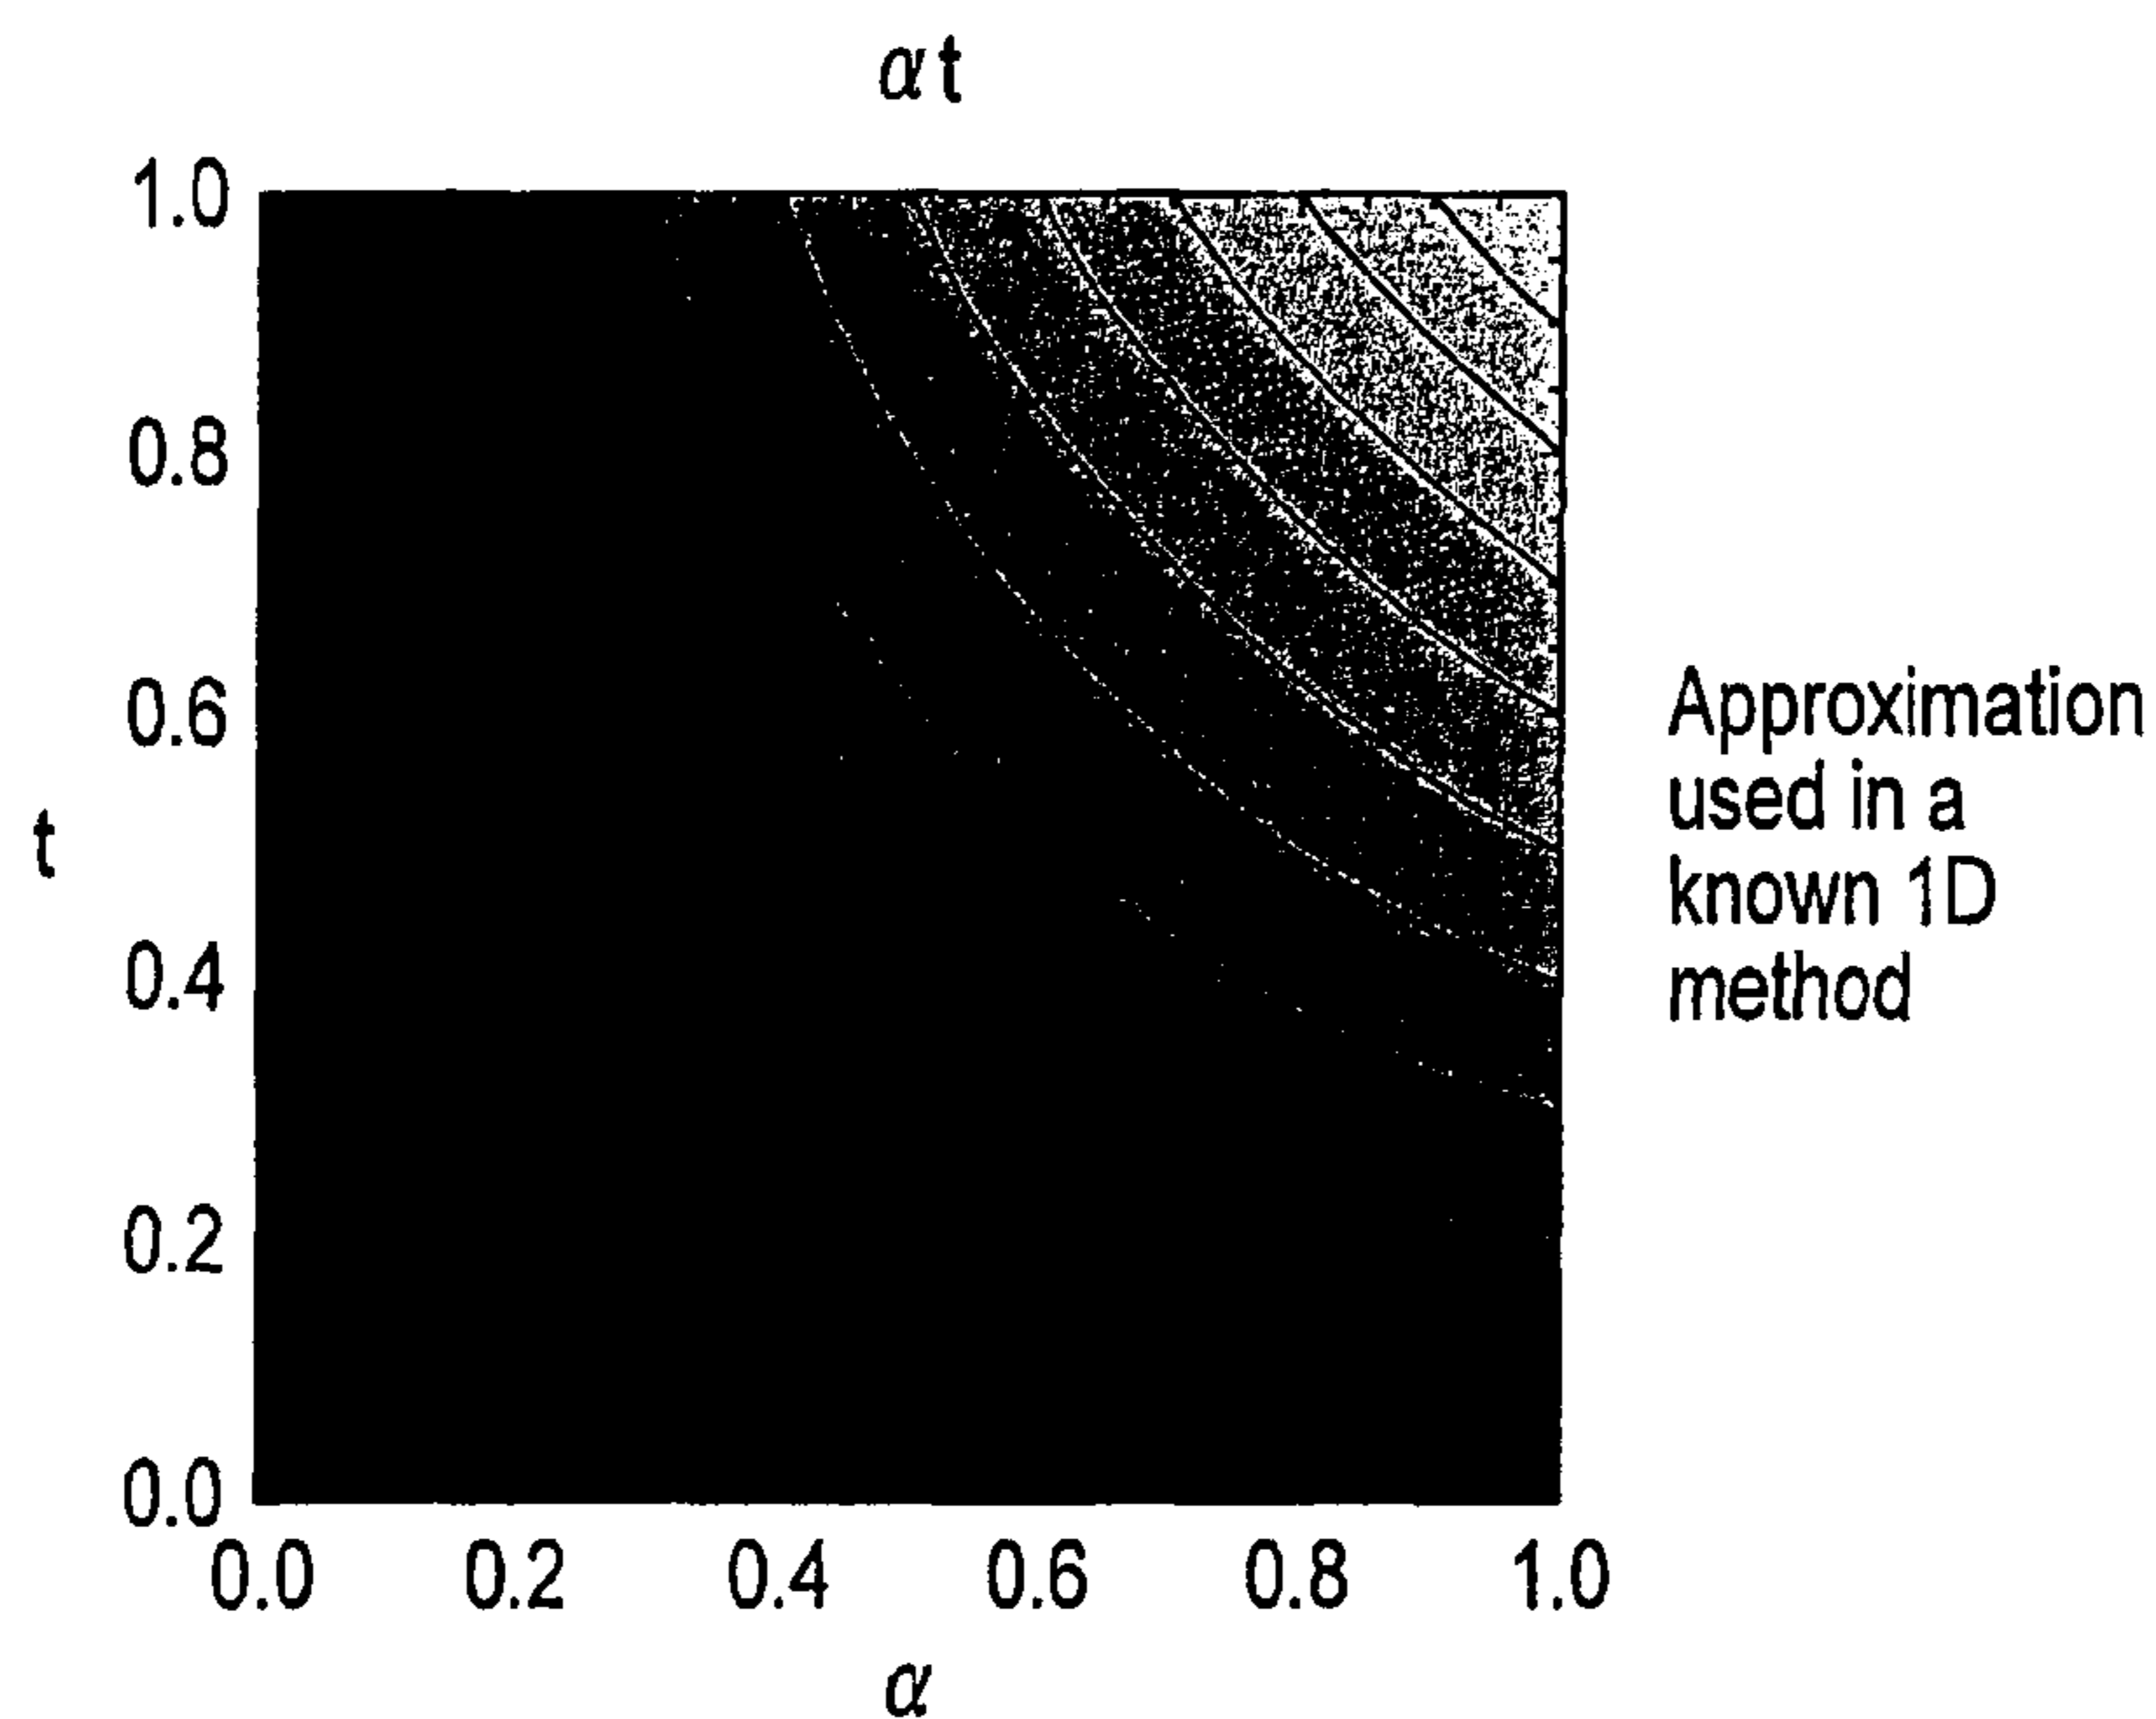 αt
1.0
0.8
0.6
0.4
0.2
0.0
t
0.0 0.2 0.4 0.6 0.8 1.0
α
Approximation
used in a
known 1D
method